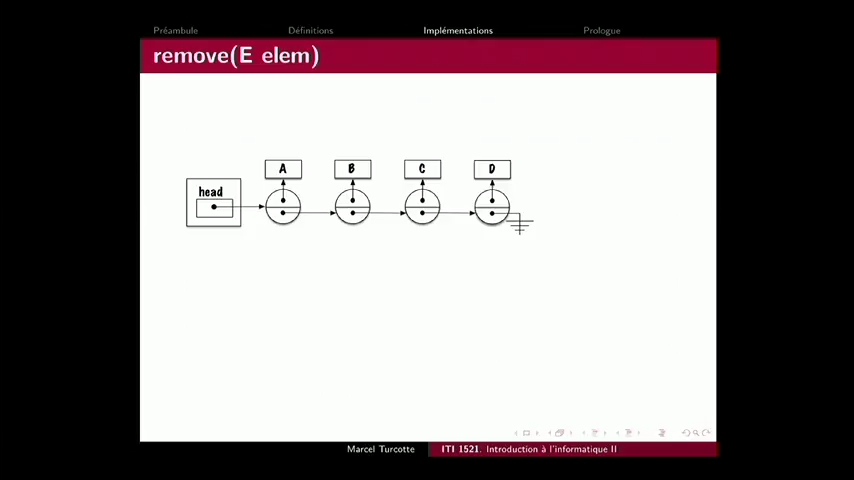 Préambule Définitions Implémentations Prologue
remove(E elem)
A B C D
head
Marcel Turcotte ITI 1521. Introduction à l'informatique II